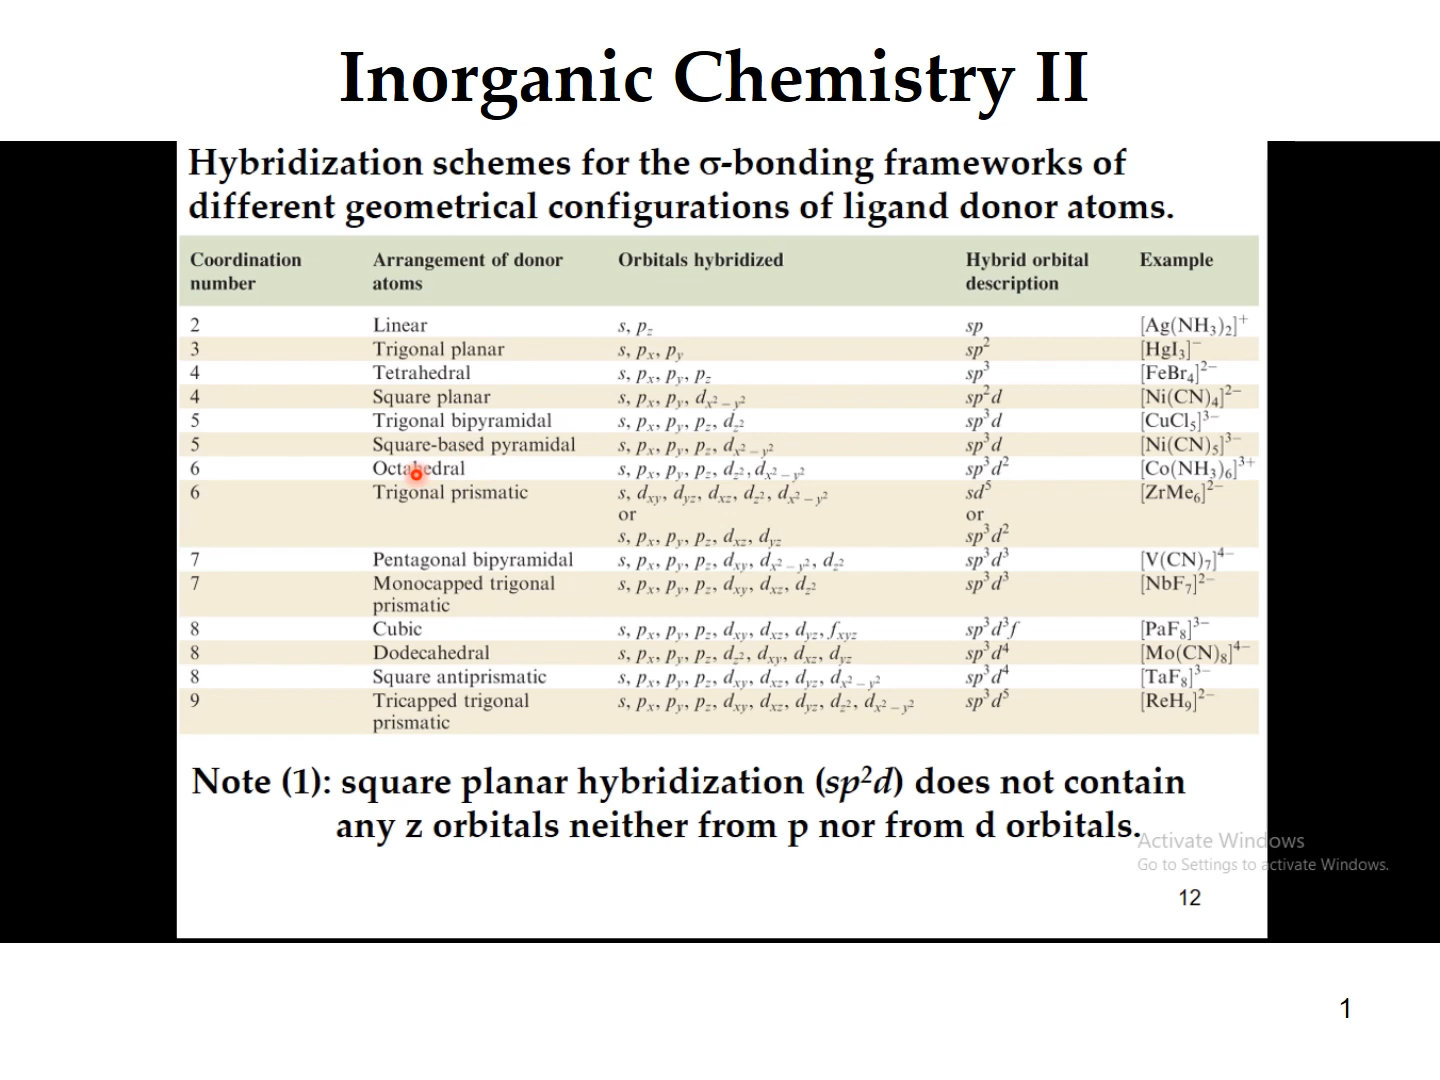 Inorganic Chemistry II
Hybridization schemes for the σ-bonding frameworks of
different geometrical configurations of ligand donor atoms.
Coordination number | Arrangement of donor atoms | Orbitals hybridized | Hybrid orbital description | Example
2 | Linear | s, p_z | sp | [Ag(NH₃)₂]⁺
3 | Trigonal planar | s, p_x, p_y | sp² | [HgI₃]⁻
4 | Tetrahedral | s, p_x, p_y, p_z | sp³ | [FeBr₄]²⁻
4 | Square planar | s, p_x, p_y, d_x²−y² | sp²d | [Ni(CN)₄]²⁻
5 | Trigonal bipyramidal | s, p_x, p_y, p_z, d_z² | sp³d | [CuCl₅]³⁻
5 | Square-based pyramidal | s, p_x, p_y, p_z, d_x²−y² | sp³d | [Ni(CN)₅]³⁻
6 | Octahedral | s, p_x, p_y, p_z, d_z², d_x²−y² | sp³d² | [Co(NH₃)₆]³⁺
6 | Trigonal prismatic | s, d_xy, d_yz, d_xz, d_z², d_x²−y² | sd⁵ | [ZrMe₆]²⁻
or | or
s, p_x, p_y, p_z, d_xz, d_yz | sp³d²
7 | Pentagonal bipyramidal | s, p_x, p_y, p_z, d_xy, d_x²−y², d_z² | sp³d³ | [V(CN)₇]⁴⁻
7 | Monocapped trigonal prismatic | s, p_x, p_y, p_z, d_xy, d_xz, d_z² | sp³d³ | [NbF₇]²⁻
8 | Cubic | s, p_x, p_y, p_z, d_xy, d_xz, d_yz, f_xyz | sp³d³f | [PaF₈]³⁻
8 | Dodecahedral | s, p_x, p_y, p_z, d_z², d_xy, d_xz, d_yz | sp³d⁴ | [Mo(CN)₈]⁴⁻
8 | Square antiprismatic | s, p_x, p_y, p_z, d_xy, d_xz, d_yz, d_x²−y² | sp³d⁴ | [TaF₈]³⁻
9 | Tricapped trigonal prismatic | s, p_x, p_y, p_z, d_xy, d_xz, d_yz, d_z², d_x²−y² | sp³d⁵ | [ReH₉]²⁻
Note (1): square planar hybridization (sp²d) does not contain
any z orbitals neither from p nor from d orbitals.
Activate Windows
Go to Settings to activate Windows.
12
1